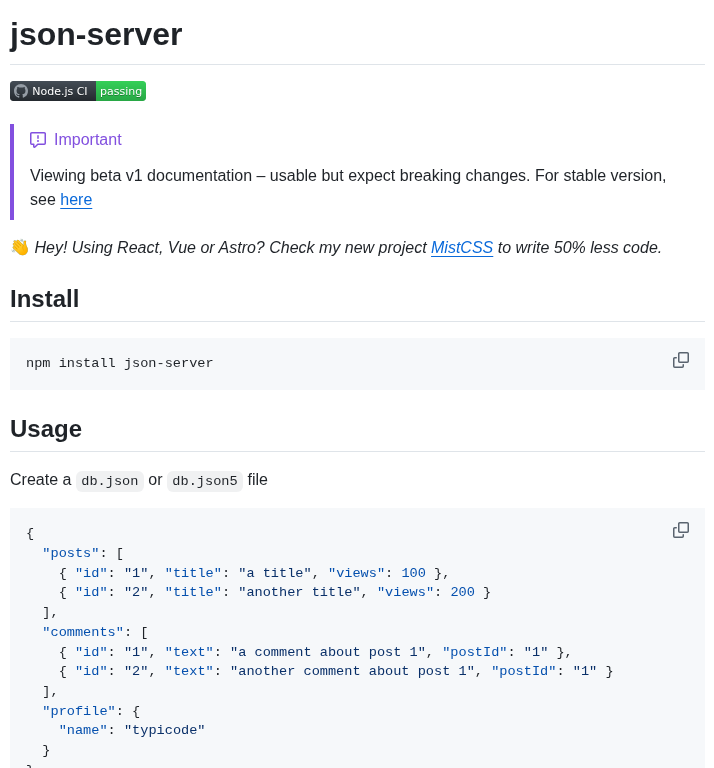 json-server
Node.js CI passing
Important
Viewing beta v1 documentation – usable but expect breaking changes. For stable version,
see here
👋 Hey! Using React, Vue or Astro? Check my new project MistCSS to write 50% less code.
Install
npm install json-server
Usage
Create a db.json or db.json5 file
{
  "posts": [
    { "id": "1", "title": "a title", "views": 100 },
    { "id": "2", "title": "another title", "views": 200 }
  ],
  "comments": [
    { "id": "1", "text": "a comment about post 1", "postId": "1" },
    { "id": "2", "text": "another comment about post 1", "postId": "1" }
  ],
  "profile": {
    "name": "typicode"
  }
}